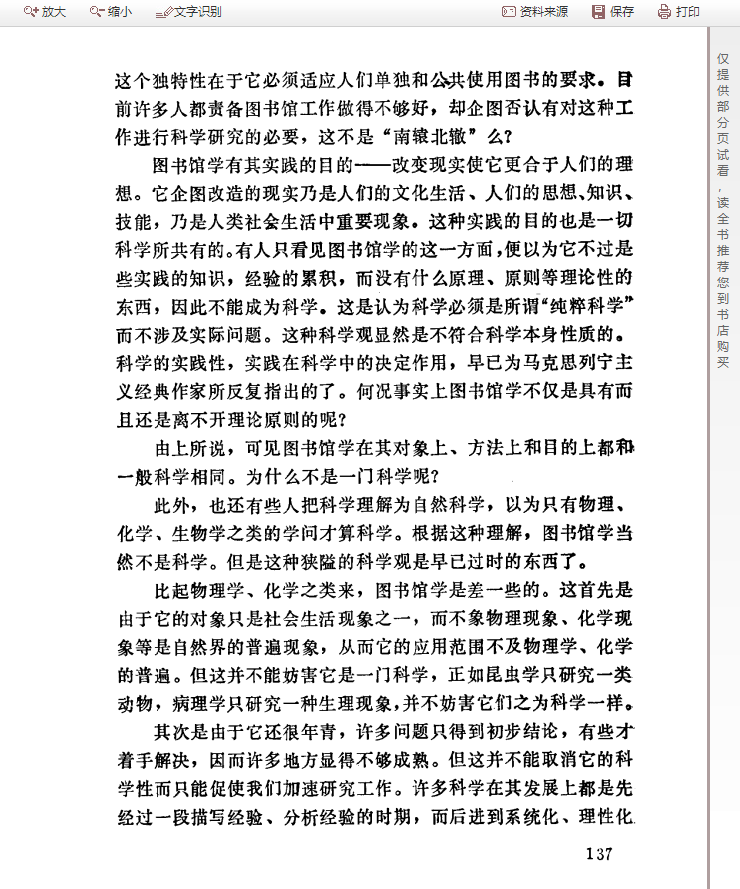 放大 缩小 文字识别 资料来源 保存 打印
这个独特性在于它必须适应人们单独和公共使用图书的要求。目
前许多人都责备图书馆工作做得不够好，却企图否认有对这种工
作进行科学研究的必要，这不是“南辕北辙”么？
图书馆学有其实践的目的——改变现实使它更合于人们的理
想。它企图改造的现实乃是人们的文化生活、人们的思想、知识、
技能，乃是人类社会生活中重要现象。这种实践的目的也是一切
科学所共有的。有人只看见图书馆学的这一方面，便以为它不过是
些实践的知识，经验的累积，而没有什么原理、原则等理论性的
东西，因此不能成为科学。这是认为科学必须是所谓“纯粹科学”
而不涉及实际问题。这种科学观显然是不符合科学本身性质的。
科学的实践性，实践在科学中的决定作用，早已为马克思列宁主
义经典作家所反复指出的了。何况事实上图书馆学不仅是具有而
且还是离不开理论原则的呢？
由上所说，可见图书馆学在其对象上、方法上和目的上都和
一般科学相同。为什么不是一门科学呢？
此外，也还有些人把科学理解为自然科学，以为只有物理、
化学、生物学之类的学问才算科学。根据这种理解，图书馆学当
然不是科学。但是这种狭隘的科学观是早已过时的东西了。
比起物理学、化学之类来，图书馆学是差一些的。这首先是
由于它的对象只是社会生活现象之一，而不象物理现象、化学现
象等是自然界的普遍现象，从而它的应用范围不及物理学、化学
的普遍。但这并不能妨害它是一门科学，正如昆虫学只研究一类
动物，病理学只研究一种生理现象，并不妨害它们之为科学一样。
其次是由于它还很年青，许多问题只得到初步结论，有些才
着手解决，因而许多地方显得不够成熟。但这并不能取消它的科
学性而只能促使我们加速研究工作。许多科学在其发展上都是先
经过一段描写经验、分析经验的时期，而后进到系统化、理性化
137
仅提供部分页试看，读全书推荐您到书店购买